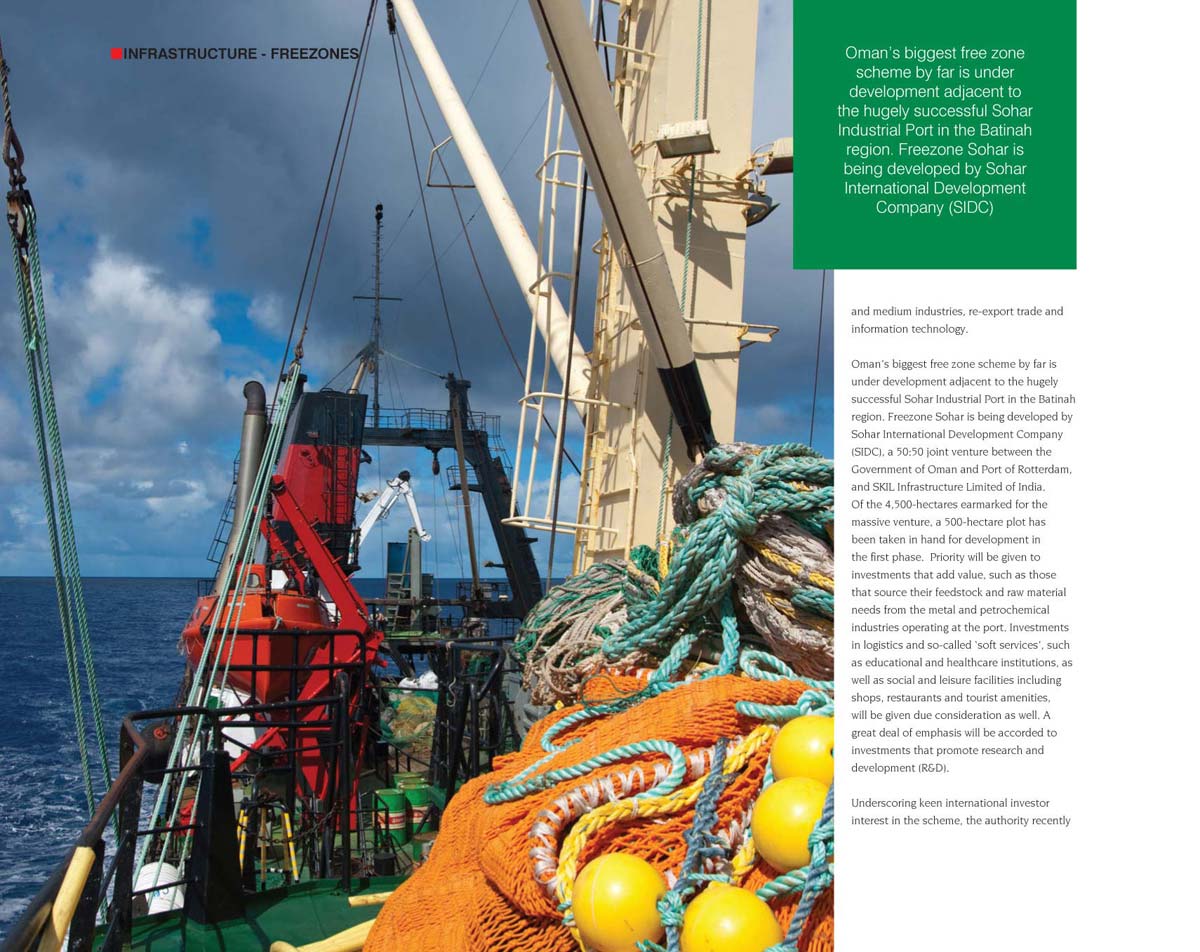 INFRASTRUCTURE - FREEZONES
Oman's biggest free zone
scheme by far is under
development adjacent to
the hugely successful Sohar
Industrial Port in the Batinah
region. Freezone Sohar is
being developed by Sohar
International Development
Company (SIDC)
and medium industries, re-export trade and
information technology.
Oman's biggest free zone scheme by far is
under development adjacent to the hugely
successful Sohar Industrial Port in the Batinah
region. Freezone Sohar is being developed by
Sohar International Development Company
(SIDC), a 50:50 joint venture between the
Government of Oman and Port of Rotterdam,
and SKIL Infrastructure Limited of India.
Of the 4,500-hectares earmarked for the
massive venture, a 500-hectare plot has
been taken in hand for development in
the first phase.  Priority will be given to
investments that add value, such as those
that source their feedstock and raw material
needs from the metal and petrochemical
industries operating at the port. Investments
in logistics and so-called 'soft services', such
as educational and healthcare institutions, as
well as social and leisure facilities including
shops, restaurants and tourist amenities,
will be given due consideration as well. A
great deal of emphasis will be accorded to
investments that promote research and
development (R&D).
Underscoring keen international investor
interest in the scheme, the authority recently